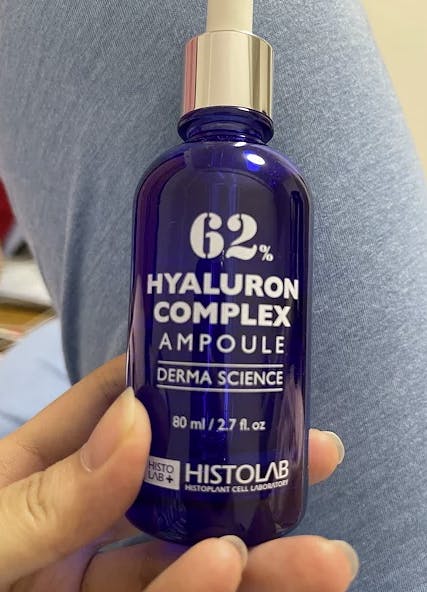 62%
HYALURON
COMPLEX
AMPOULE
DERMA SCIENCE
80 ml / 2.7 fl. oz
HISTO
LAB+
HISTOLAB
HISTOPLANT CELL LABORATORY